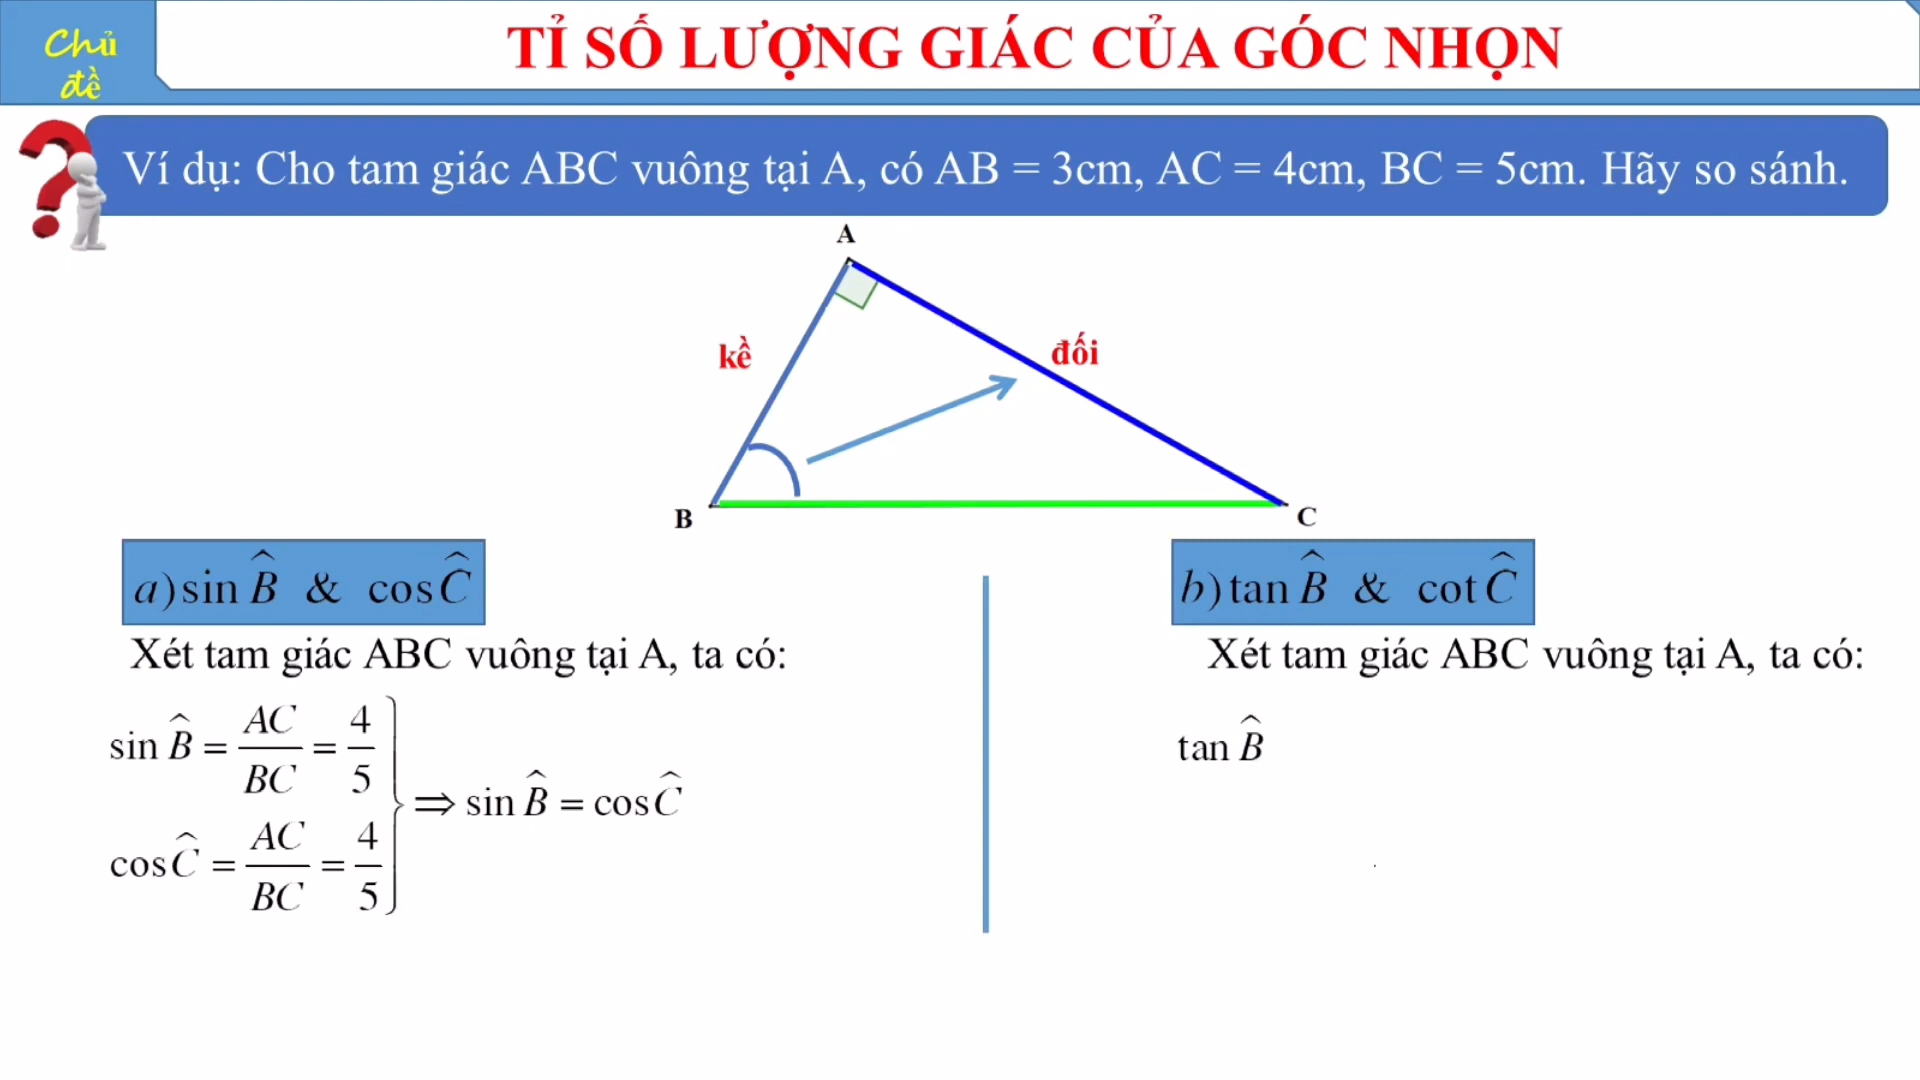 Chủ
đề
TỈ SỐ LƯỢNG GIÁC CỦA GÓC NHỌN
Ví dụ: Cho tam giác ABC vuông tại A, có AB = 3cm, AC = 4cm, BC = 5cm. Hãy so sánh.
A
kề
đối
B
C
a) sin B̂ & cos Ĉ
Xét tam giác ABC vuông tại A, ta có:
sin B̂ = AC/BC = 4/5
cos Ĉ = AC/BC = 4/5
⇒ sin B̂ = cos Ĉ
b) tan B̂ & cot Ĉ
Xét tam giác ABC vuông tại A, ta có:
tan B̂